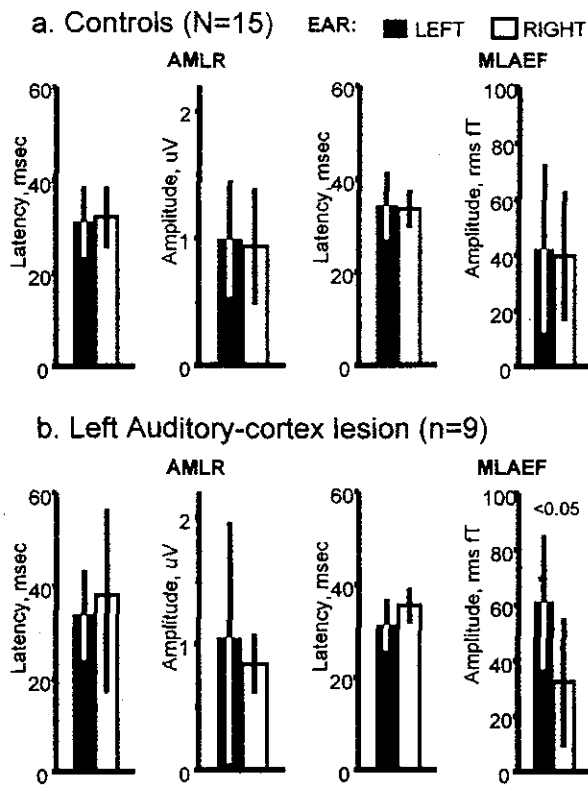 a. Controls (N=15) EAR: LEFT RIGHT
AMLR MLAEF
60 40 20 0 Latency, msec
2 1 0 Amplitude, uV
60 40 20 0 Latency, msec
100 80 60 40 20 0 Amplitude, rms fT
b. Left Auditory-cortex lesion (n=9)
AMLR MLAEF
60 40 20 0 Latency, msec
2 1 0 Amplitude, uV
60 40 20 0 Latency, msec
100 80 60 40 20 0 Amplitude, rms fT
<0.05